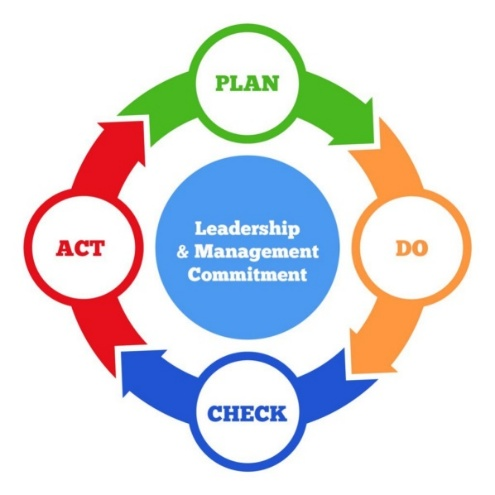 PLAN
DO
CHECK
ACT
Leadership
& Management
Commitment